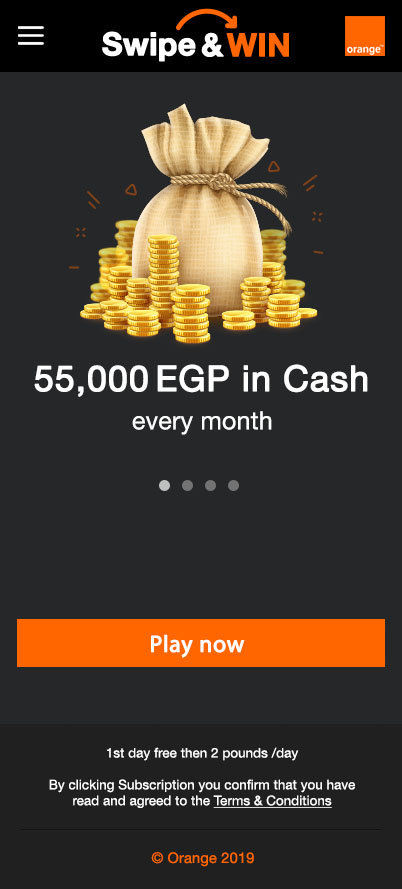 Swipe & WIN
orange™
55,000 EGP in Cash
every month
Play now
1st day free then 2 pounds /day
By clicking Subscription you confirm that you have
read and agreed to the Terms & Conditions
© Orange 2019